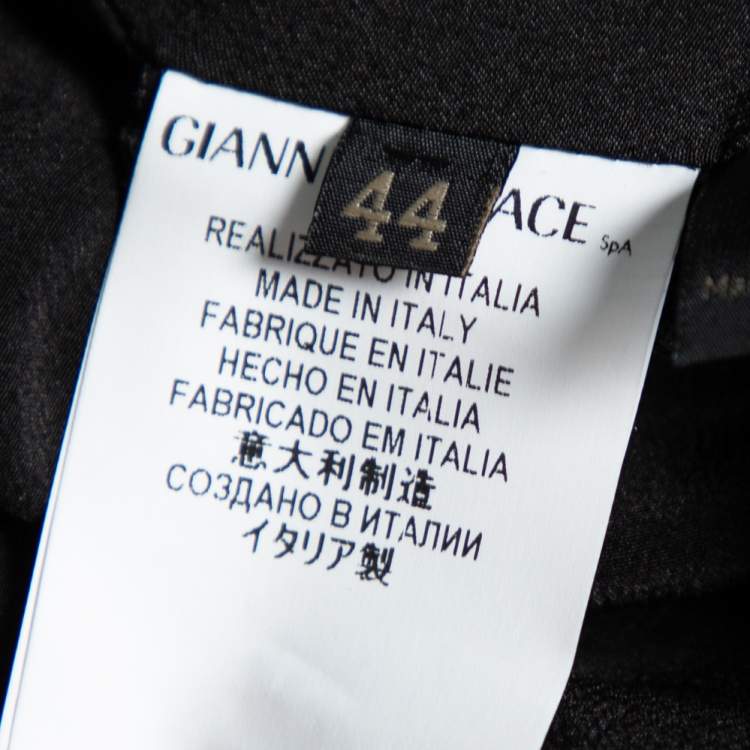 GIANN ACE SpA
44
REALIZZATO IN ITALIA
MADE IN ITALY
FABRIQUE EN ITALIE
HECHO EN ITALIA
FABRICADO EM ITALIA
意大利制造
СОЗДАНО В ИТАЛИИ
イタリア製